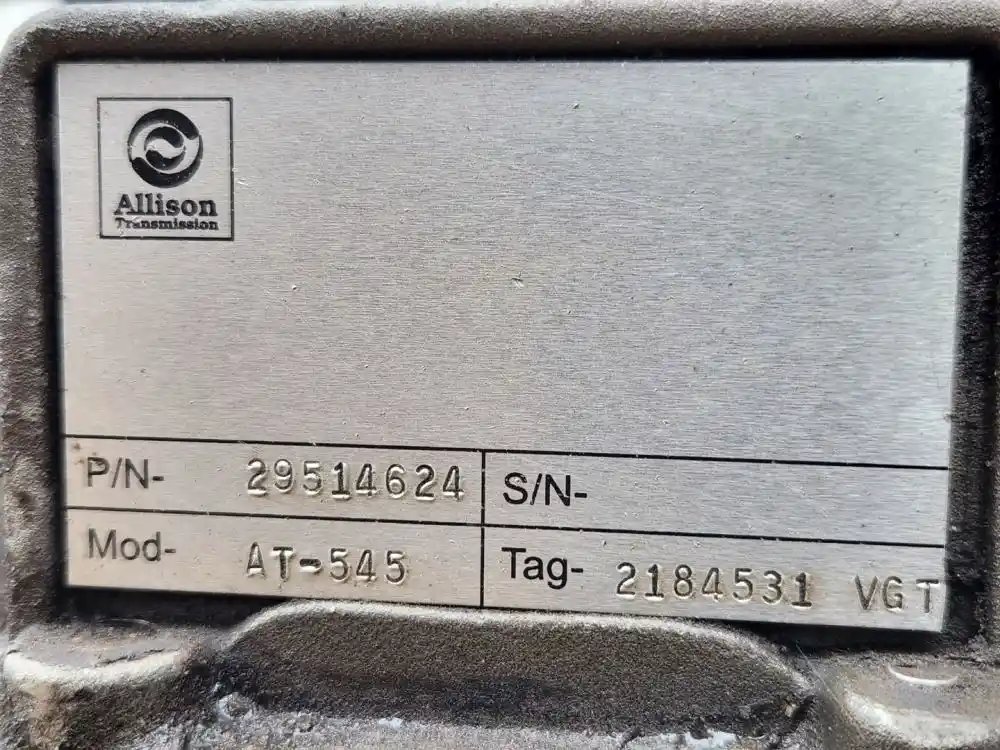 Allison
Transmission
P/N- 29514624 S/N-
Mod- AT-545 Tag- 2184531 VGT